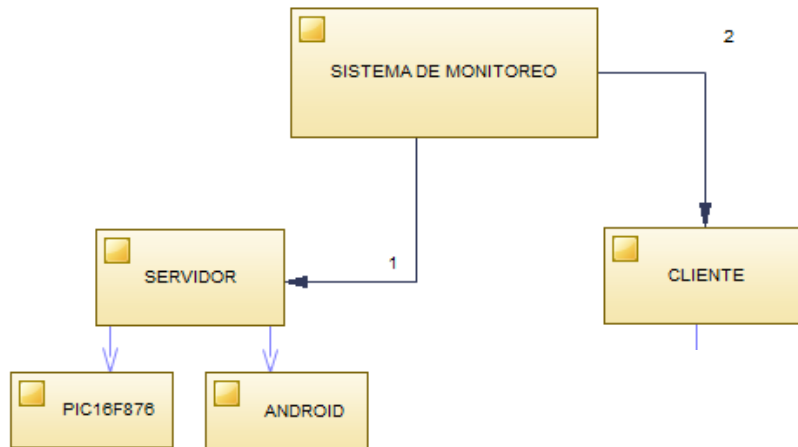 2
SISTEMA DE MONITOREO
1
SERVIDOR
CLIENTE
PIC16F876
ANDROID